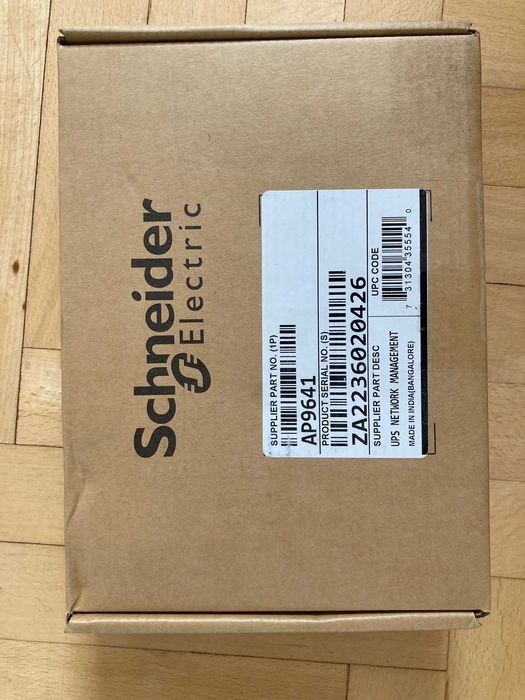 Schneider
Electric
SUPPLIER PART NO. (1P)
AP9641
PRODUCT SERIAL NO. (S)
ZA2236020426
SUPPLIER PART DESC
UPS NETWORK MANAGEMENT
MADE IN INDIA(BANGALORE)
UPC CODE
7 31304 35554 0